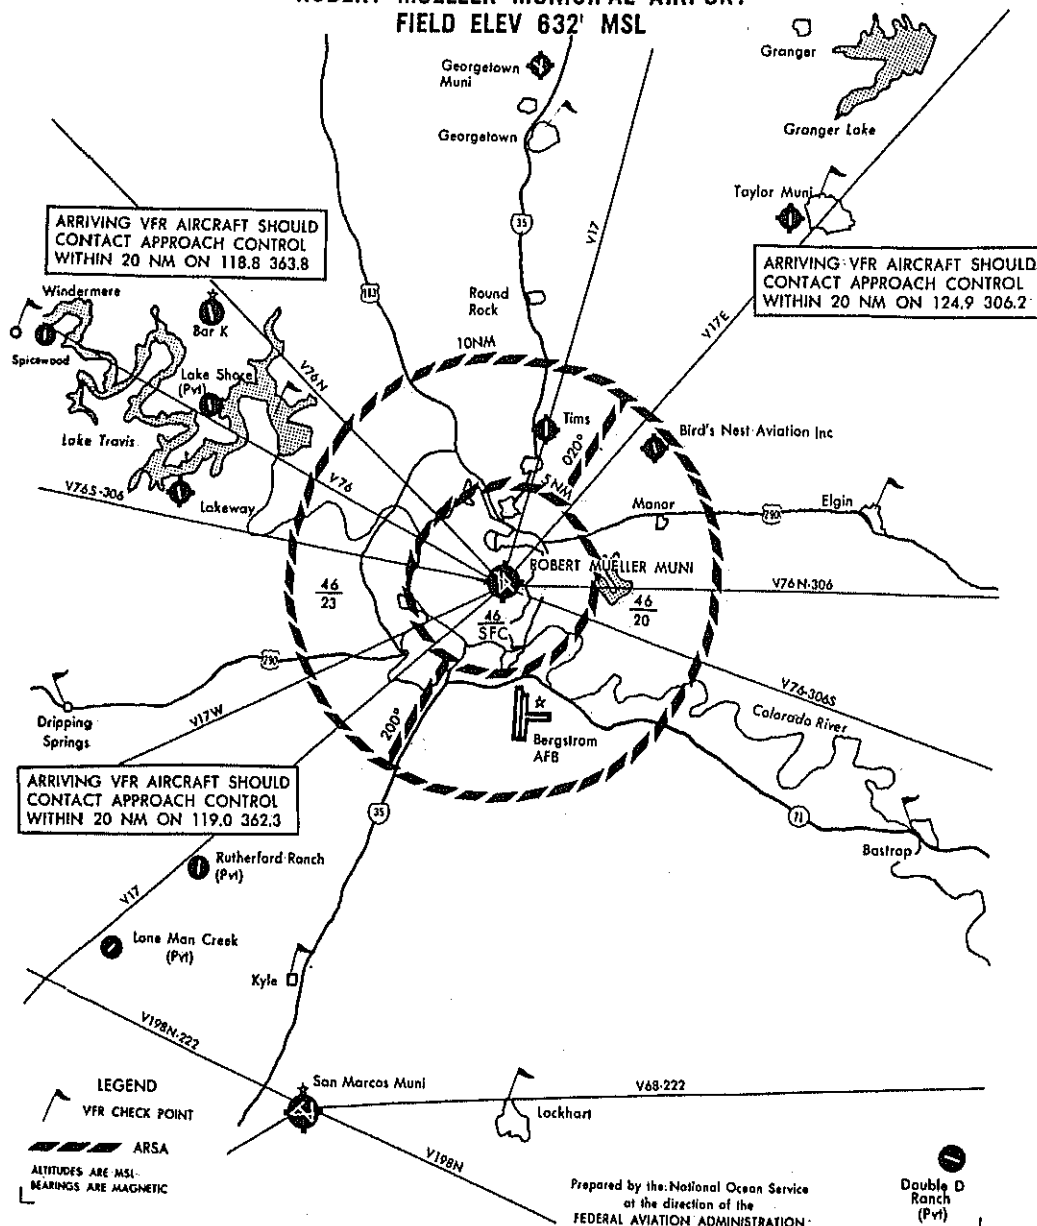 ROBERT MUELLER MUNICIPAL AIRPORT
FIELD ELEV 632' MSL
Georgetown
Muni
Granger
Georgetown
Granger Lake
Taylor Muni
35
V17
ARRIVING VFR AIRCRAFT SHOULD
CONTACT APPROACH CONTROL
WITHIN 20 NM ON 118.8 363.8
ARRIVING VFR AIRCRAFT SHOULD
CONTACT APPROACH CONTROL
WITHIN 20 NM ON 124.9 306.2
Windermere
183
Round
Rock
Bar K
V17E
Spicewood
10NM
V76N
Lake Shore
(Pvt)
Tims
Bird's Nest Aviation Inc
Lake Travis
020°
V76
5 NM
V76S-306
Lakeway
Manor
290
Elgin
ROBERT MUELLER MUNI
V76N-306
46
23
46
SFC
46
20
290
V76-306S
Dripping
Springs
V17W
200°
Colorado River
Bergstrom
AFB
ARRIVING VFR AIRCRAFT SHOULD
CONTACT APPROACH CONTROL
WITHIN 20 NM ON 119.0 362.3
35
71
Bastrop
Rutherford Ranch
(Pvt)
V17
Lone Man Creek
(Pvt)
Kyle
V198N-222
LEGEND
VFR CHECK POINT
ARSA
ALTITUDES ARE MSL
BEARINGS ARE MAGNETIC
San Marcos Muni
V68-222
Lockhart
V198N
Double D
Ranch
(Pvt)
Prepared by the National Ocean Service
at the direction of the
FEDERAL AVIATION ADMINISTRATION